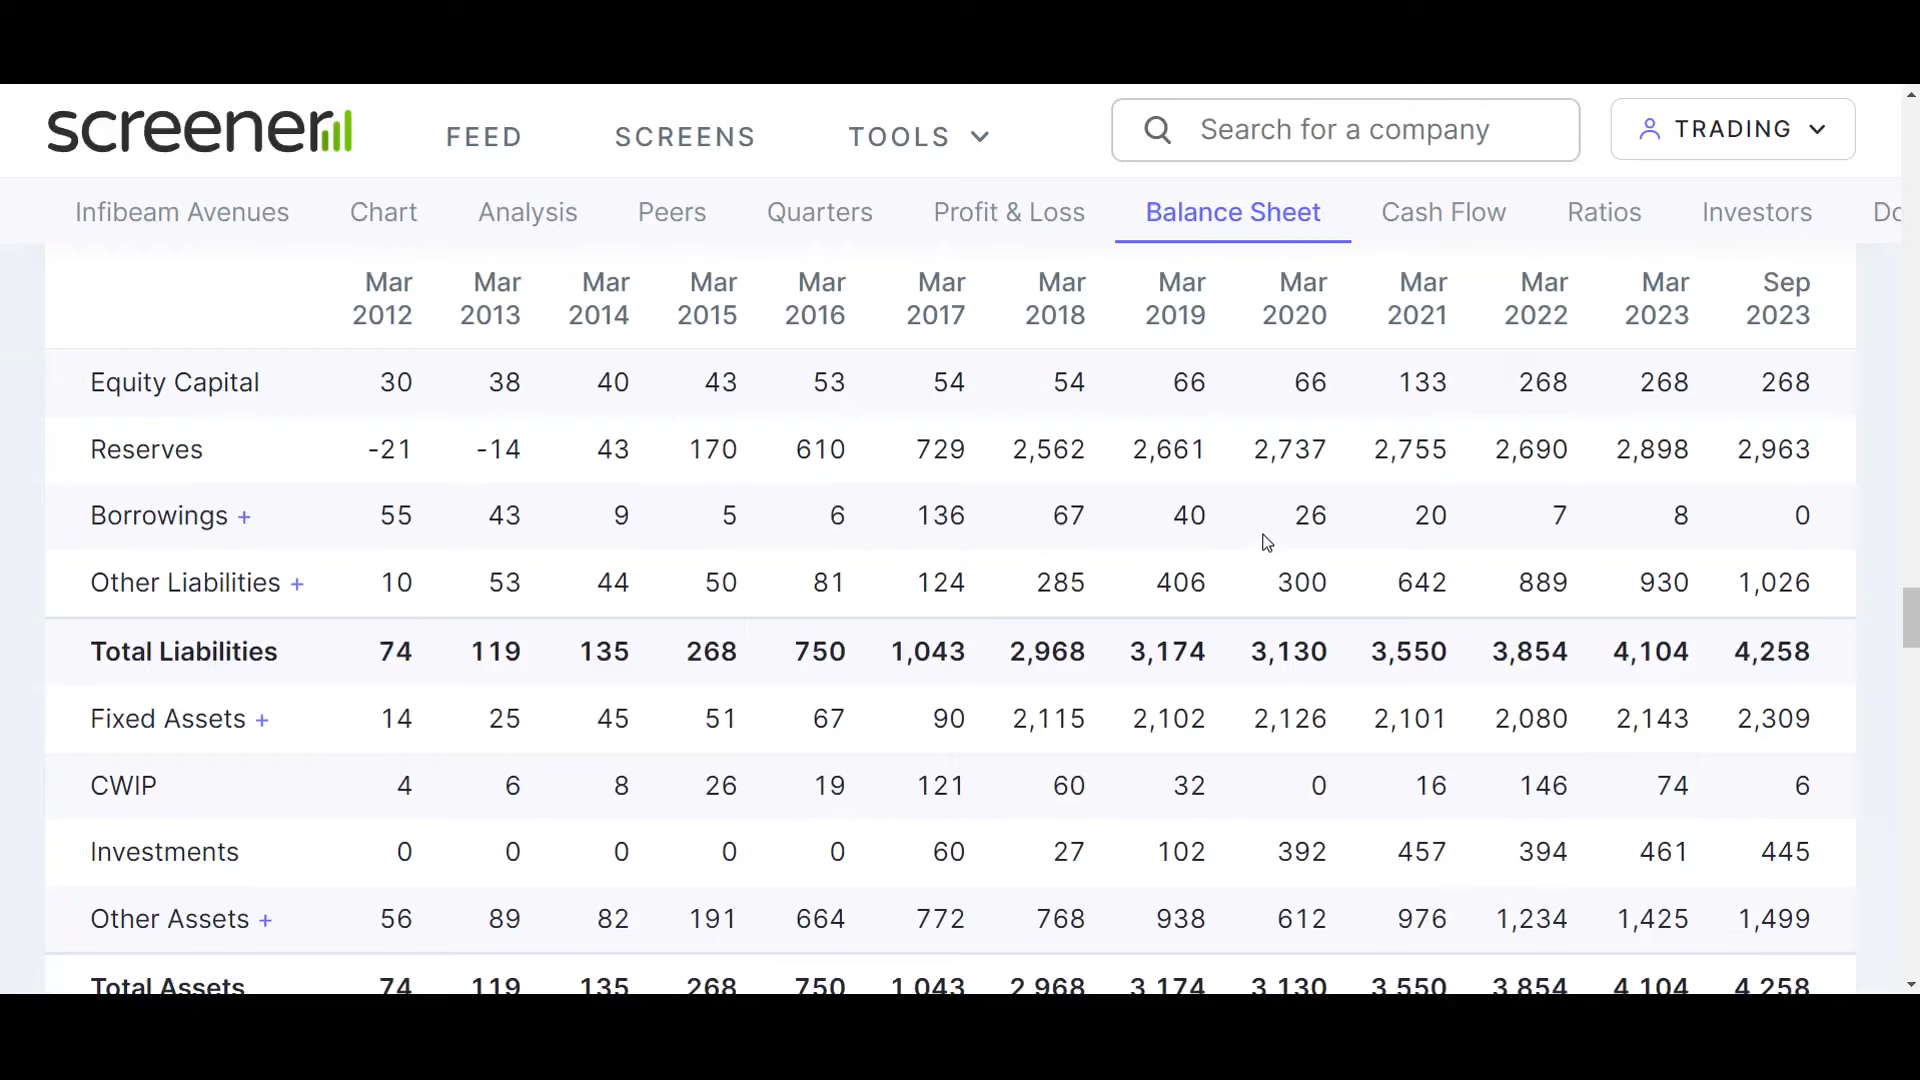 screener FEED SCREENS TOOLS Search for a company TRADING
Infibeam Avenues Chart Analysis Peers Quarters Profit & Loss Balance Sheet Cash Flow Ratios Investors Do
Mar Mar Mar Mar Mar Mar Mar Mar Mar Mar Mar Mar Sep
2012 2013 2014 2015 2016 2017 2018 2019 2020 2021 2022 2023 2023
Equity Capital 30 38 40 43 53 54 54 66 66 133 268 268 268
Reserves -21 -14 43 170 610 729 2,562 2,661 2,737 2,755 2,690 2,898 2,963
Borrowings + 55 43 9 5 6 136 67 40 26 20 7 8 0
Other Liabilities + 10 53 44 50 81 124 285 406 300 642 889 930 1,026
Total Liabilities 74 119 135 268 750 1,043 2,968 3,174 3,130 3,550 3,854 4,104 4,258
Fixed Assets + 14 25 45 51 67 90 2,115 2,102 2,126 2,101 2,080 2,143 2,309
CWIP 4 6 8 26 19 121 60 32 0 16 146 74 6
Investments 0 0 0 0 0 60 27 102 392 457 394 461 445
Other Assets + 56 89 82 191 664 772 768 938 612 976 1,234 1,425 1,499
Total Assets 74 119 135 268 750 1,043 2,968 3,174 3,130 3,550 3,854 4,104 4,258